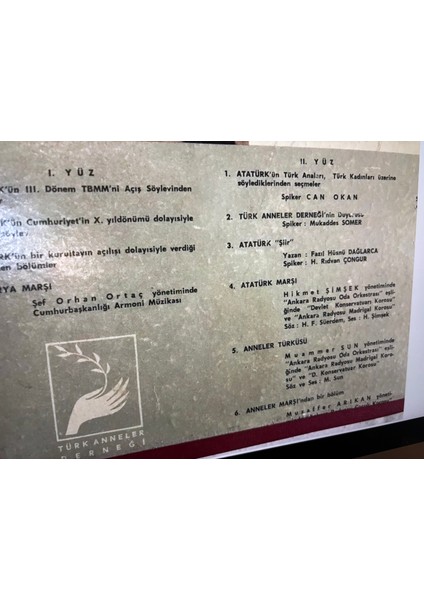 I. YÜZ
K'ün III. Dönem TBMM'ni Açış Söylevinden
K'ün Cumhuriyet'in X. yıldönümü dolayısiyle
RK'ün bir kurultayın açılışı dolayısiyle verdiği
den bölümler
RYA MARŞI
Şef Orhan Ortaç yönetiminde
Cumhurbaşkanlığı Armoni Mızıkası
TÜRK ANNELER
DERNEĞİ
II. YÜZ
1. ATATÜRK'ün Türk Anaları, Türk Kadınları üzerine
söylediklerinden seçmeler
Spiker CAN OKAN
2. TÜRK ANNELER DERNEĞİ'nin
Spiker : Mukaddes SOMER
3. ATATÜRK "Şiir"
Yazan : Fazıl Hüsnü DAĞLARCA
Spiker : H. Rıdvan ÇONGUR
4. ATATÜRK MARŞI
Hikmet ŞİMŞEK yönetiminde
"Ankara Radyosu Oda Orkestrası" eşli-
ğinde "Devlet Konservatuarı Korosu"
ve "Ankara Radyosu Madrigal Korosu"
Söz : H. F. Süerdem, Ses : H. Şimşek
5. ANNELER TÜRKÜSÜ
Muammer SUN yönetiminde
"Ankara Radyosu Oda Orkestrası" eşli-
ğinde "Ankara Radyosu Madrigal Koro-
su" ve "D. Konservatuarı Korosu"
Söz ve Ses : M. Sun
6. ANNELER MARŞI'ndan bir bölüm
Muzaffer ARIKAN yöneti-